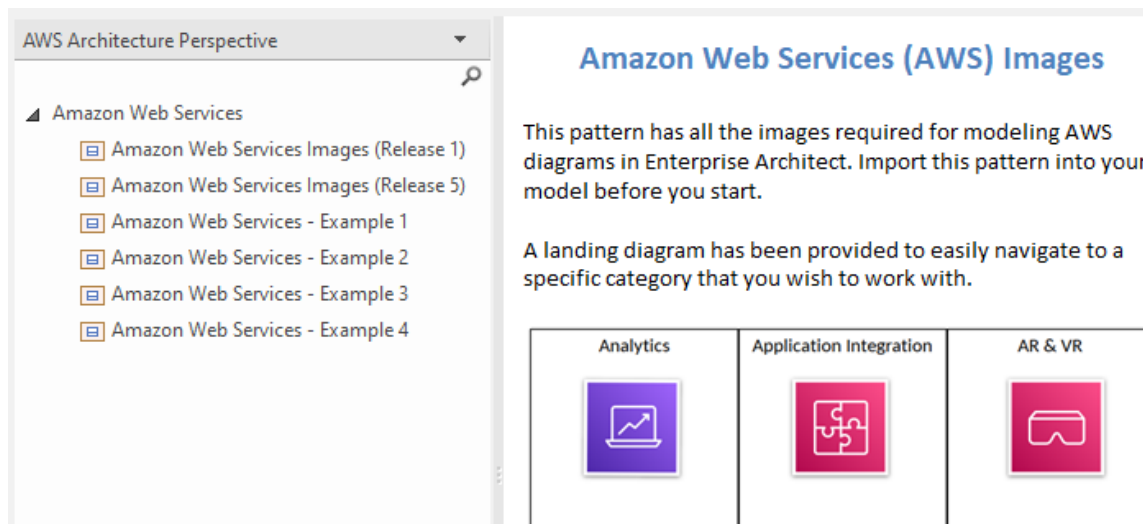 AWS Architecture Perspective
Amazon Web Services
Amazon Web Services Images (Release 1)
Amazon Web Services Images (Release 5)
Amazon Web Services - Example 1
Amazon Web Services - Example 2
Amazon Web Services - Example 3
Amazon Web Services - Example 4
Amazon Web Services (AWS) Images
This pattern has all the images required for modeling AWS
diagrams in Enterprise Architect. Import this pattern into your
model before you start.
A landing diagram has been provided to easily navigate to a
specific category that you wish to work with.
Analytics
Application Integration
AR & VR